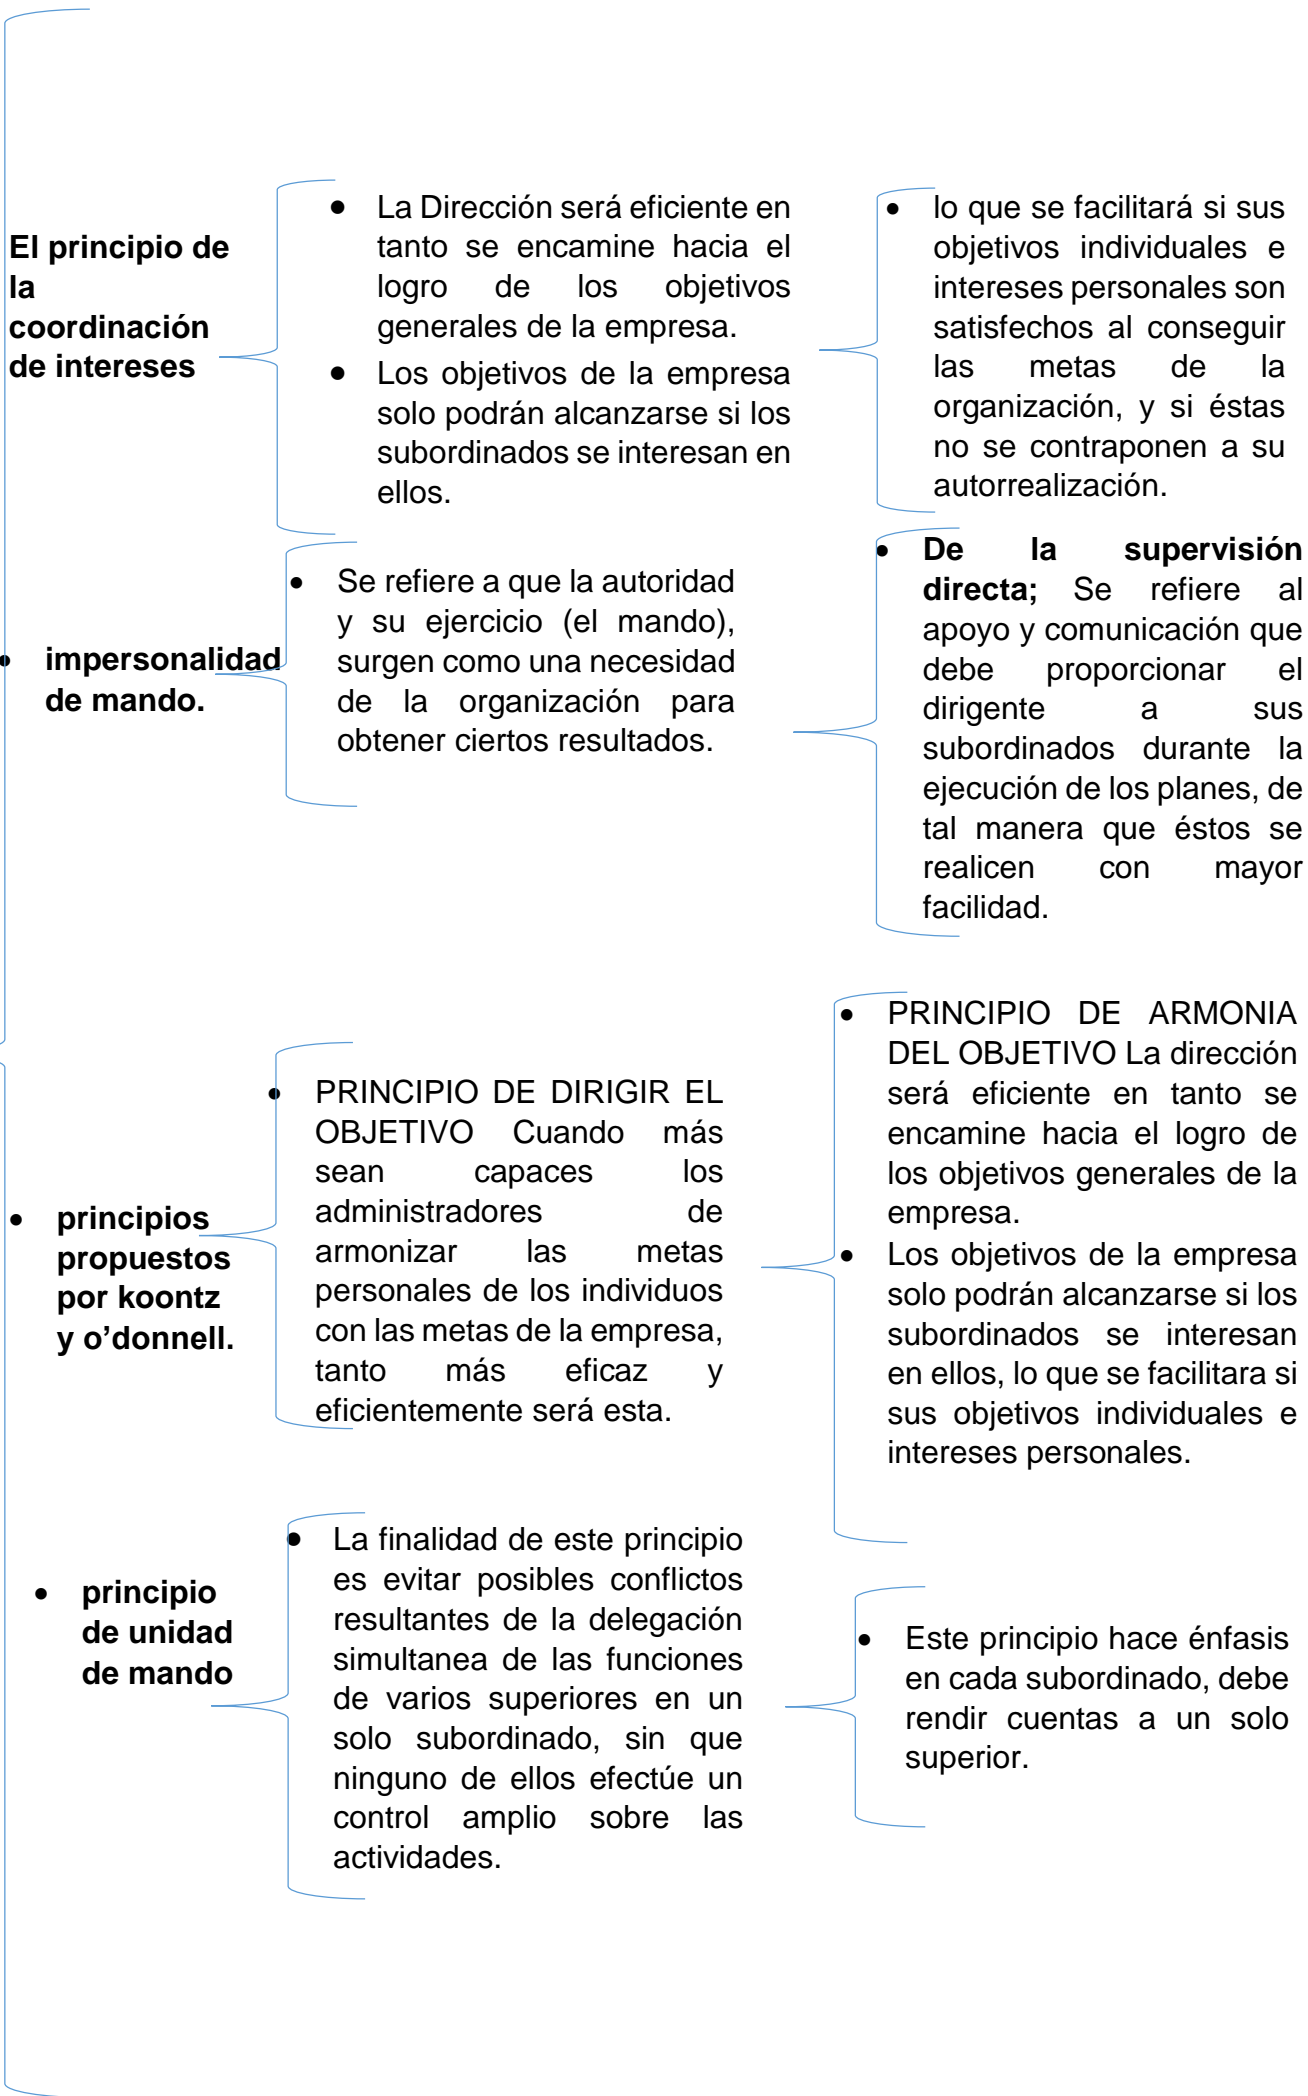 El principio de
la
coordinación
de intereses
● La Dirección será eficiente en
tanto se encamine hacia el
logro de los objetivos
generales de la empresa.
● Los objetivos de la empresa
solo podrán alcanzarse si los
subordinados se interesan en
ellos.
● lo que se facilitará si sus
objetivos individuales e
intereses personales son
satisfechos al conseguir
las metas de la
organización, y si éstas
no se contraponen a su
autorrealización.
● impersonalidad
de mando.
● Se refiere a que la autoridad
y su ejercicio (el mando),
surgen como una necesidad
de la organización para
obtener ciertos resultados.
● De la supervisión
directa; Se refiere al
apoyo y comunicación que
debe proporcionar el
dirigente a sus
subordinados durante la
ejecución de los planes, de
tal manera que éstos se
realicen con mayor
facilidad.
● principios
propuestos
por koontz
y o’donnell.
● PRINCIPIO DE DIRIGIR EL
OBJETIVO Cuando más
sean capaces los
administradores de
armonizar las metas
personales de los individuos
con las metas de la empresa,
tanto más eficaz y
eficientemente será esta.
● PRINCIPIO DE ARMONIA
DEL OBJETIVO La dirección
será eficiente en tanto se
encamine hacia el logro de
los objetivos generales de la
empresa.
● Los objetivos de la empresa
solo podrán alcanzarse si los
subordinados se interesan
en ellos, lo que se facilitara si
sus objetivos individuales e
intereses personales.
● principio
de unidad
de mando
● La finalidad de este principio
es evitar posibles conflictos
resultantes de la delegación
simultanea de las funciones
de varios superiores en un
solo subordinado, sin que
ninguno de ellos efectúe un
control amplio sobre las
actividades.
● Este principio hace énfasis
en cada subordinado, debe
rendir cuentas a un solo
superior.